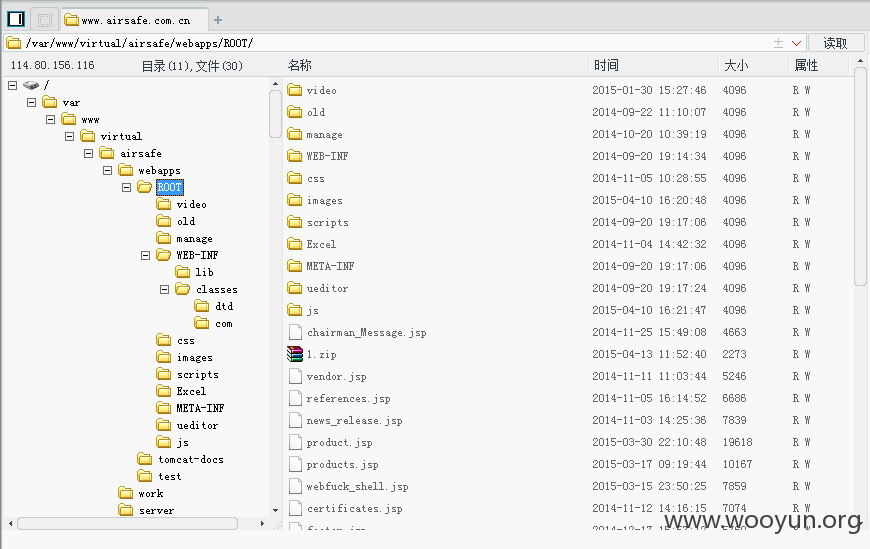 www.airsafe.com.cn
/var/www/virtual/airsafe/webapps/ROOT/ 读取
114.80.156.116 目录(11),文件(30)
/
var
www
virtual
airsafe
webapps
ROOT
video
old
manage
WEB-INF
lib
classes
dtd
com
css
images
scripts
Excel
META-INF
ueditor
js
tomcat-docs
test
work
server
名称 时间 大小 属性
video 2015-01-30 15:27:46 4096 R W
old 2014-09-22 11:10:07 4096 R W
manage 2014-10-20 10:39:19 4096 R W
WEB-INF 2014-09-20 19:14:34 4096 R W
css 2014-11-05 10:28:55 4096 R W
images 2015-04-10 16:20:48 4096 R W
scripts 2014-09-20 19:17:06 4096 R W
Excel 2014-11-04 14:42:32 4096 R W
META-INF 2014-09-20 19:17:06 4096 R W
ueditor 2014-09-20 19:17:24 4096 R W
js 2015-04-10 16:21:47 4096 R W
chairman_Message.jsp 2014-11-25 15:49:08 4663 R W
1.zip 2015-04-13 11:52:40 2273 R W
vendor.jsp 2014-11-11 11:03:44 5246 R W
references.jsp 2014-11-05 16:14:52 6686 R W
news_release.jsp 2014-11-03 14:25:36 7839 R W
product.jsp 2015-03-30 22:10:48 19618 R W
products.jsp 2015-03-17 09:19:44 10167 R W
webfuck_shell.jsp 2015-03-15 23:50:25 7859 R W
certificates.jsp 2014-11-12 14:16:15 7074 R W
www.wooyun.org